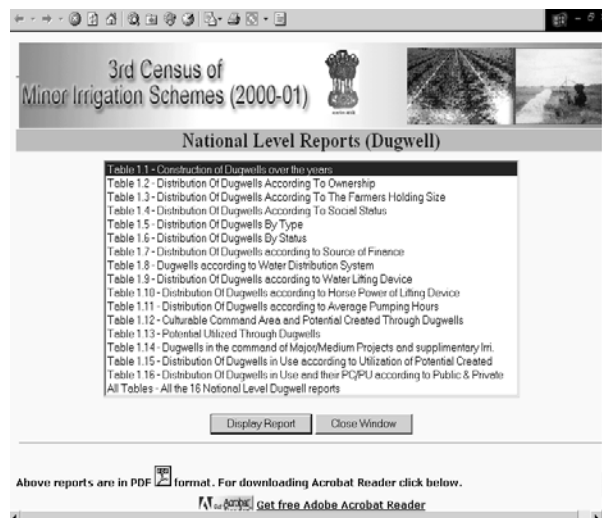 3rd Census of
Minor Irrigation Schemes (2000-01)
National Level Reports (Dugwell)
Table 1.1 - Construction of Dugwells over the years
Table 1.2 - Distribution Of Dugwells According To Ownership
Table 1.3 - Distribution Of Dugwells According To The Farmers Holding Size
Table 1.4 - Distribution Of Dugwells According To Social Status
Table 1.5 - Distribution Of Dugwells By Type
Table 1.6 - Distribution Of Dugwells By Status
Table 1.7 - Distribution Of Dugwells according to Source of Finance
Table 1.8 - Dugwells according to Water Distribution System
Table 1.9 - Distribution Of Dugwells according to Water Lifting Device
Table 1.10 - Distribution Of Dugwells according to Horse Power of Lifting Device
Table 1.11 - Distribution Of Dugwells according to Average Pumping Hours
Table 1.12 - Culturable Command Area and Potential Created Through Dugwells
Table 1.13 - Potential Utilized Through Dugwells
Table 1.14 - Dugwells in the command of Major/Medium Projects and supplimentary Irri.
Table 1.15 - Distribution Of Dugwells in Use according to Utilization of Potential Created
Table 1.16 - Distribution Of Dugwells in Use and their PC/PU according to Public & Private
All Tables - All the 16 National Level Dugwell reports
Display Report Close Window
Above reports are in PDF format. For downloading Acrobat Reader click below.
Get Acrobat Get free Adobe Acrobat Reader